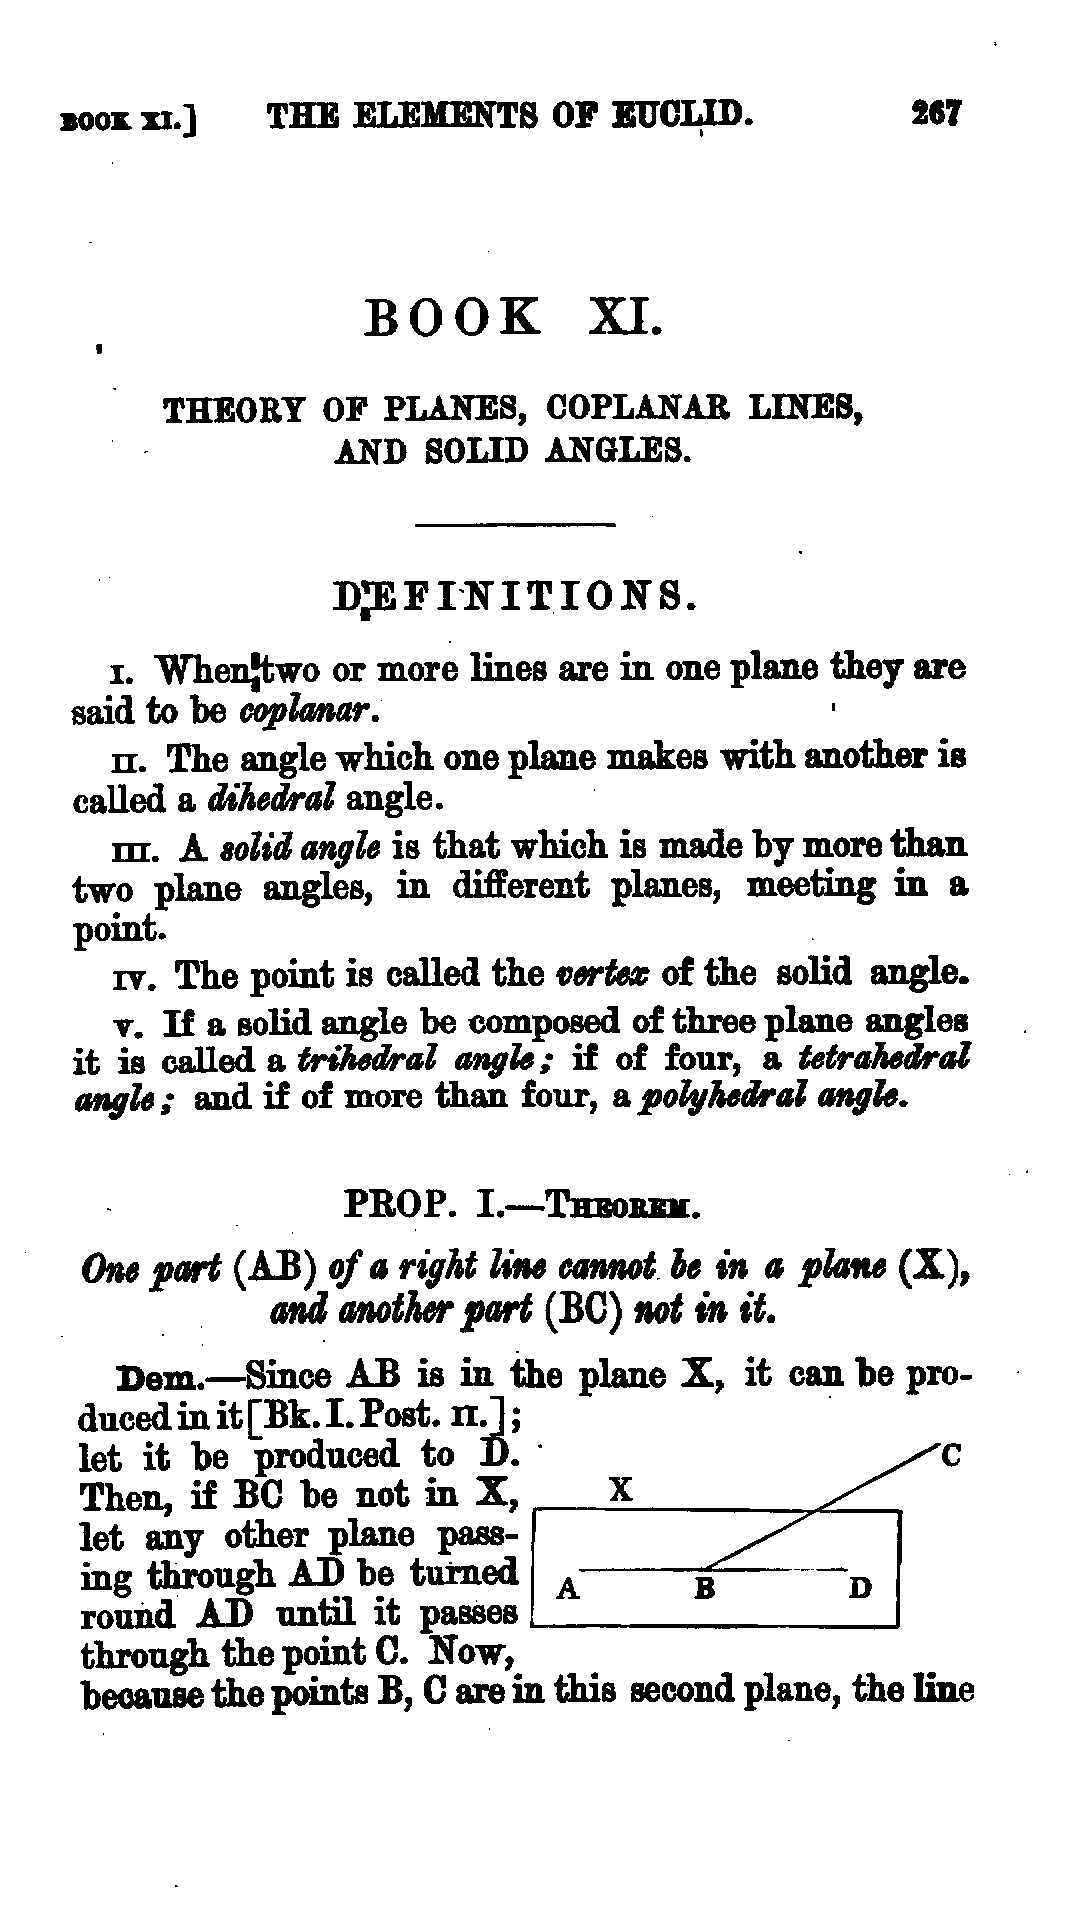 BOOK XI.] THE ELEMENTS OF EUCLID. 267
BOOK XI.
THEORY OF PLANES, COPLANAR LINES,
AND SOLID ANGLES.
DEFINITIONS.
I. When two or more lines are in one plane they are
said to be coplanar.
II. The angle which one plane makes with another is
called a dihedral angle.
III. A solid angle is that which is made by more than
two plane angles, in different planes, meeting in a
point.
IV. The point is called the vertex of the solid angle.
V. If a solid angle be composed of three plane angles
it is called a trihedral angle; if of four, a tetrahedral
angle; and if of more than four, a polyhedral angle.
PROP. I.—THEOREM.
One part (AB) of a right line cannot be in a plane (X),
and another part (BC) not in it.
Dem.—Since AB is in the plane X, it can be pro-
duced in it [Bk. I. Post. II.];
let it be produced to D.
Then, if BC be not in X,
let any other plane pass-
ing through AD be turned
round AD until it passes
through the point C. Now,
because the points B, C are in this second plane, the line
C
X
A B D